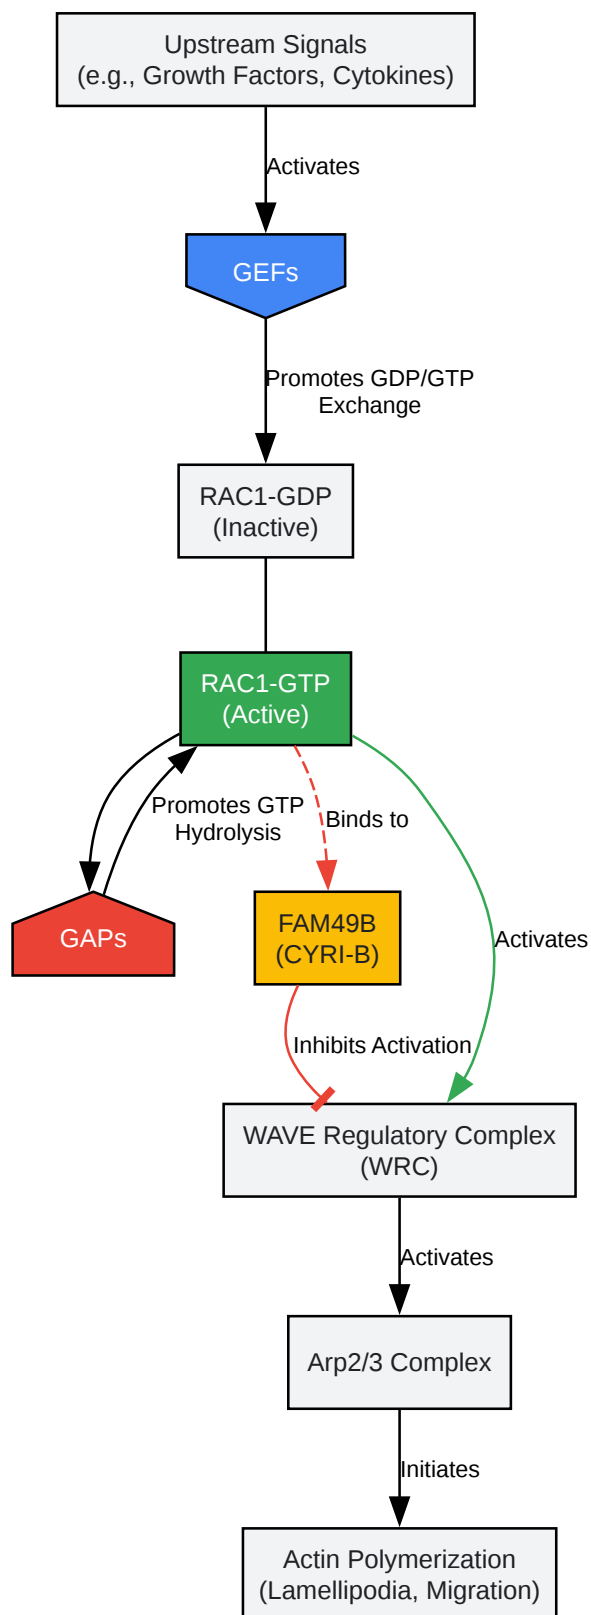 Upstream Signals
(e.g., Growth Factors, Cytokines)
Activates
GEFs
Promotes GDP/GTP
Exchange
RAC1-GDP
(Inactive)
RAC1-GTP
(Active)
Promotes GTP
Hydrolysis
Binds to
GAPs
FAM49B
(CYRI-B)
Activates
Inhibits Activation
WAVE Regulatory Complex
(WRC)
Activates
Arp2/3 Complex
Initiates
Actin Polymerization
(Lamellipodia, Migration)